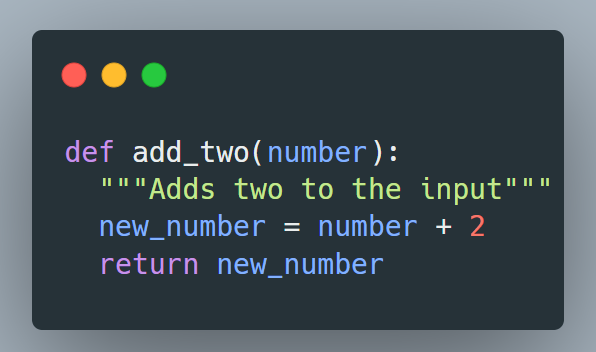 def add_two(number):
  """Adds two to the input"""
  new_number = number + 2
  return new_number